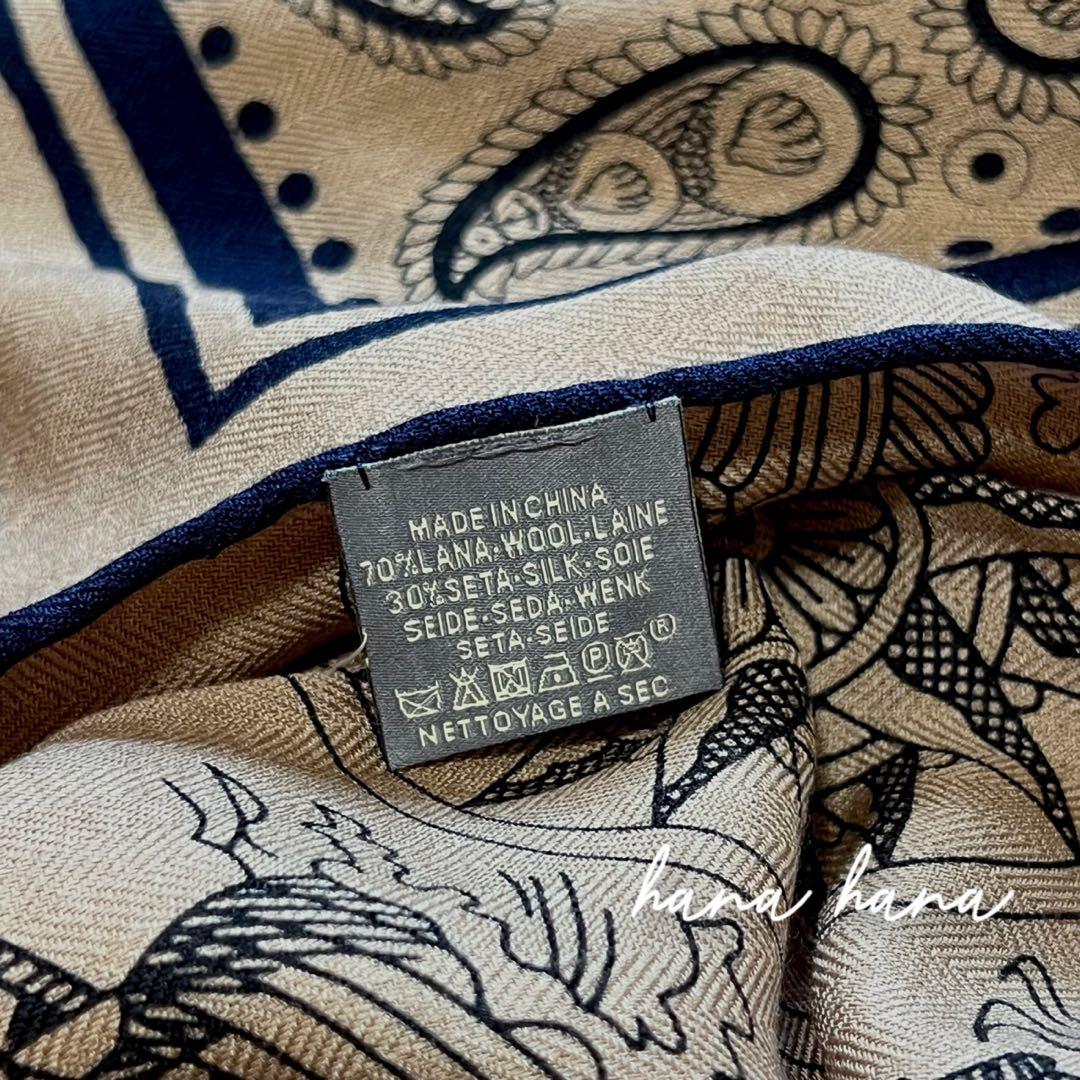 MADE IN CHINA
70%LANA·WOOL·LAINE
30%SETA·SILK·SOIE
SEIDE·SEDA·WENK
SETA·SEIDE
P ®
NETTOYAGE A SEC
hana hana